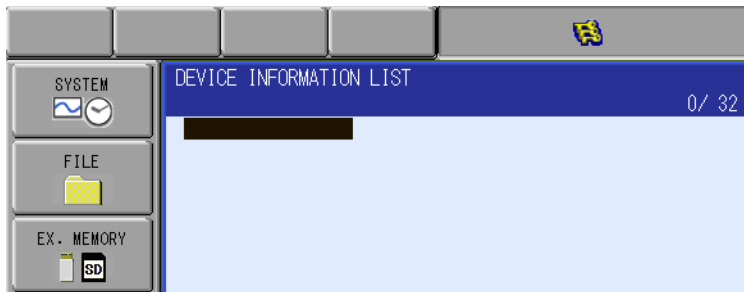 SYSTEM
FILE
EX. MEMORY
SD
DEVICE INFORMATION LIST
0/ 32